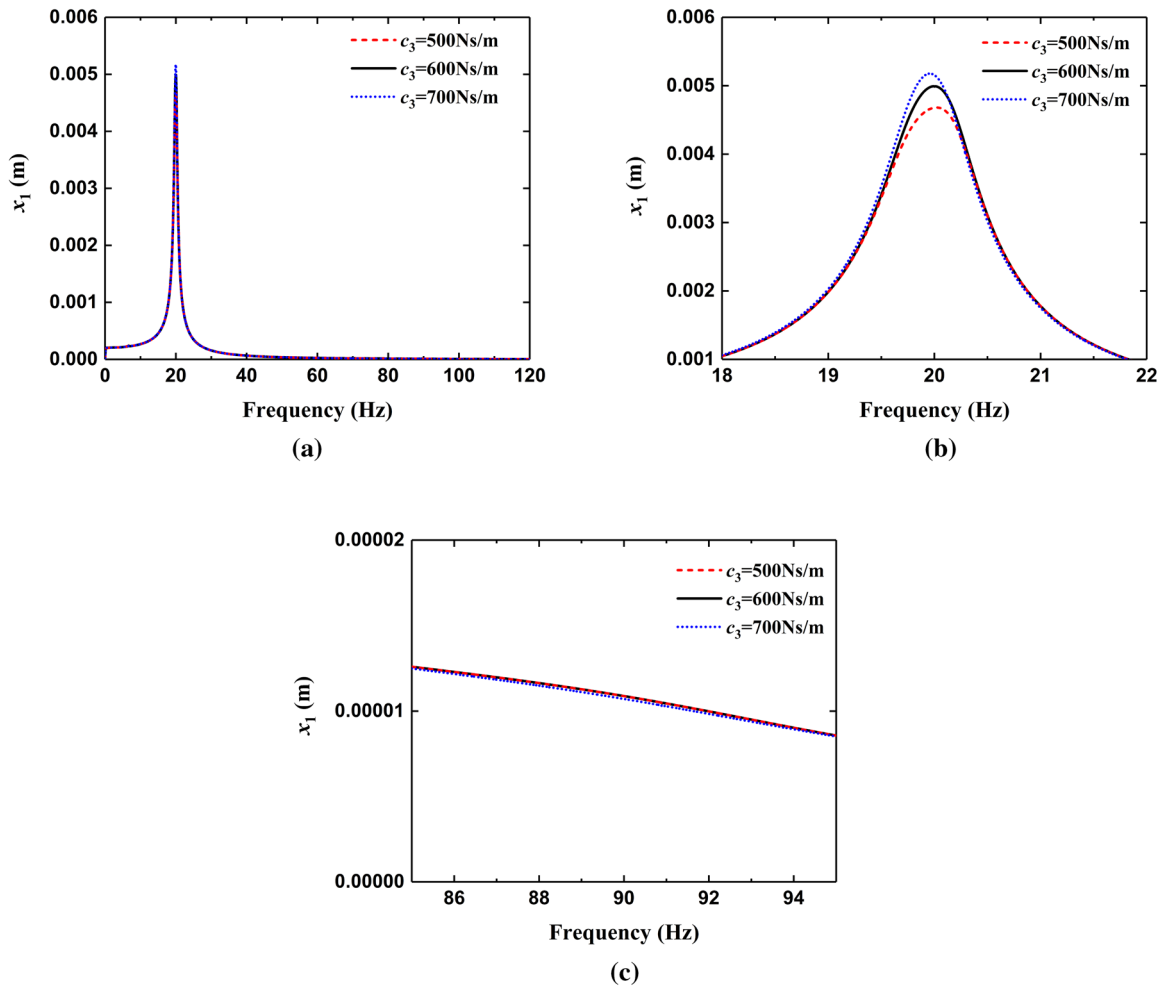 0.006
0.005
0.004
0.003
0.002
0.001
0.000
x1 (m)
0 20 40 60 80 100 120
Frequency (Hz)
c3=500Ns/m
c3=600Ns/m
c3=700Ns/m
(a)
0.006
0.005
0.004
0.003
0.002
0.001
x1 (m)
18 19 20 21 22
Frequency (Hz)
c3=500Ns/m
c3=600Ns/m
c3=700Ns/m
(b)
0.00002
0.00001
0.00000
x1 (m)
86 88 90 92 94
Frequency (Hz)
c3=500Ns/m
c3=600Ns/m
c3=700Ns/m
(c)